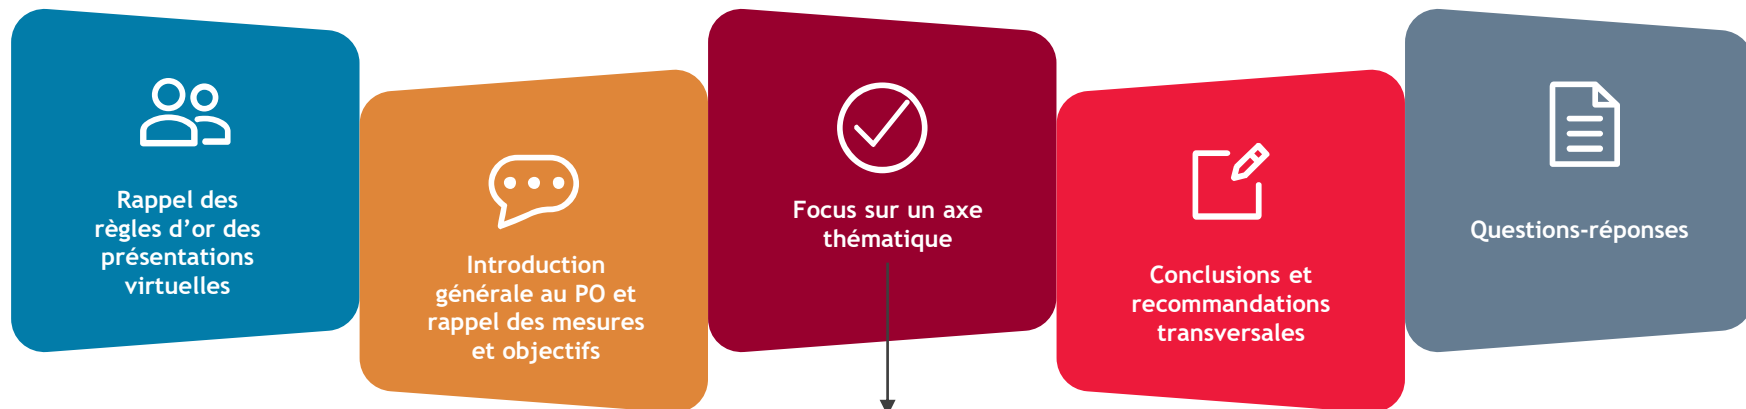 Rappel des
règles d’or des
présentations
virtuelles
Introduction
générale au PO et
rappel des mesures
et objectifs
Focus sur un axe
thématique
Conclusions et
recommandations
transversales
Questions-réponses